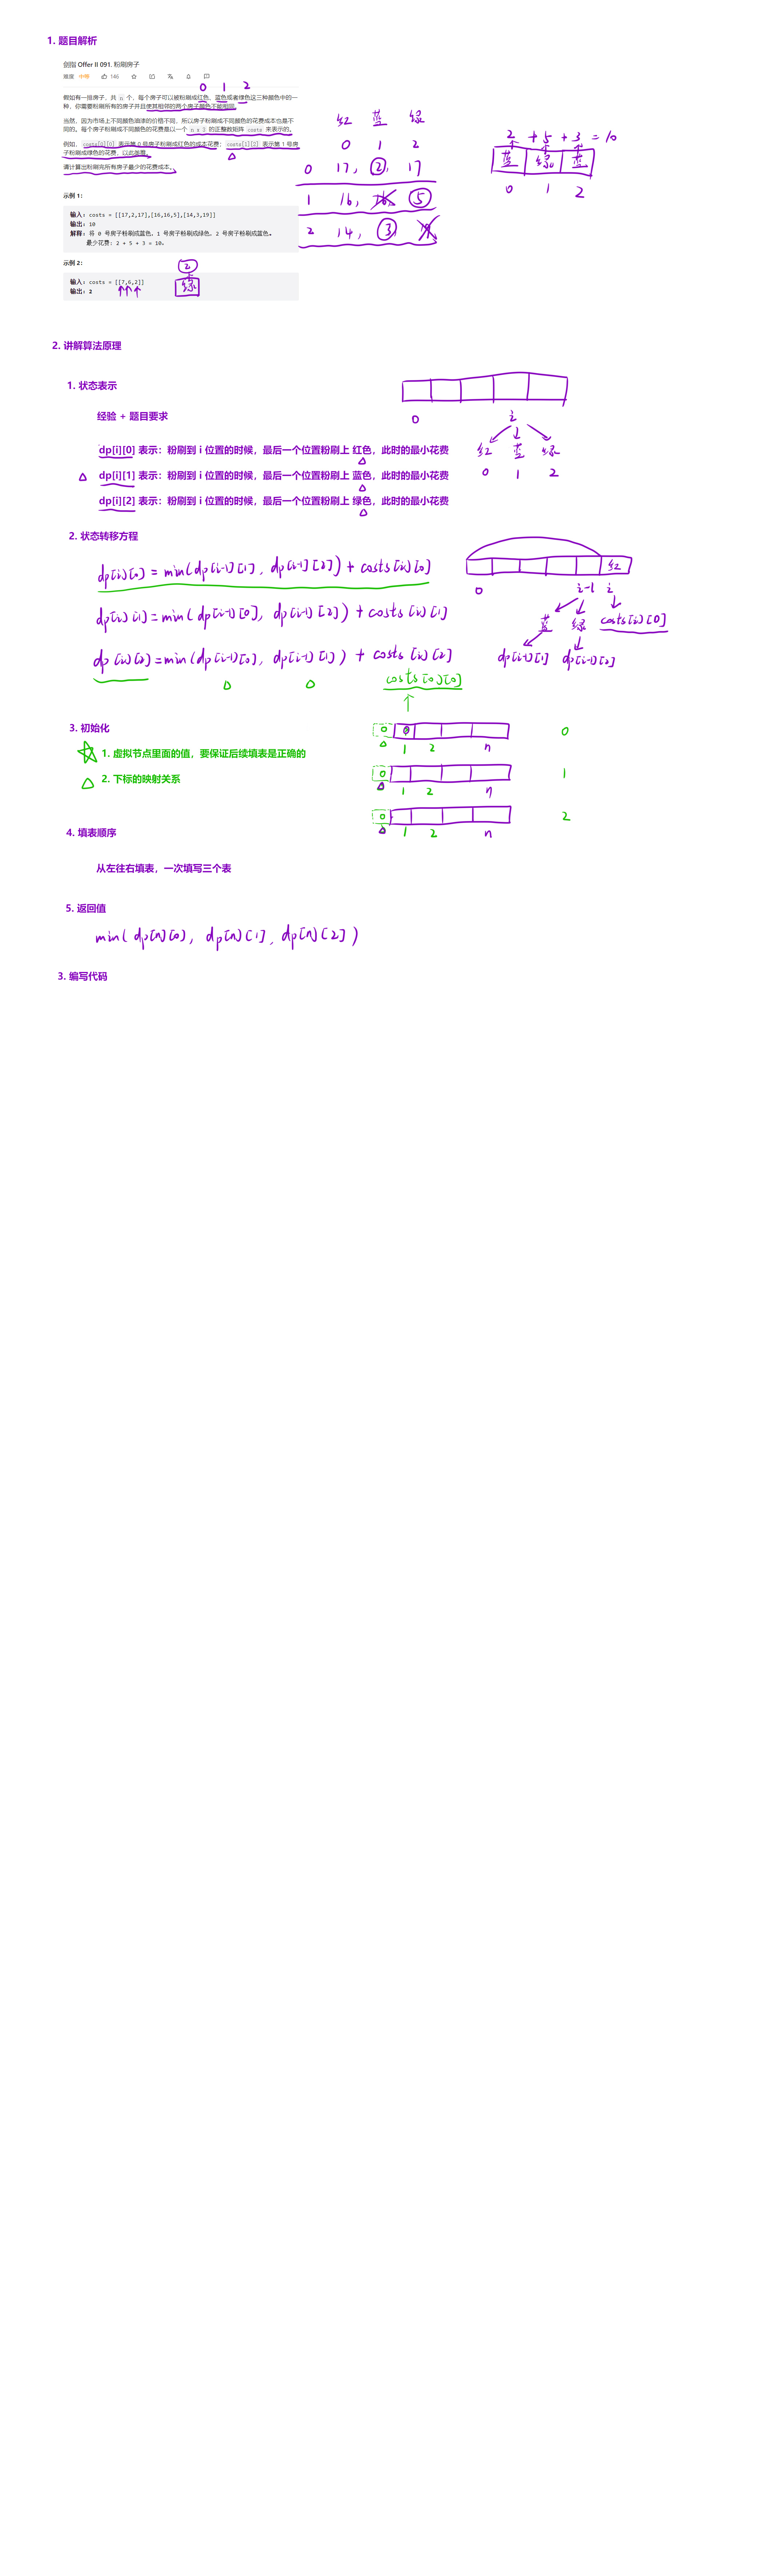 1. 题目解析
剑指 Offer II 091. 粉刷房子
难度 中等 146
0 1 2
假如有一排房子，共 n 个，每个房子可以被粉刷成红色、蓝色或者绿色这三种颜色中的一
种，你需要粉刷所有的房子并且使其相邻的两个房子颜色不能相同。
当然，因为市场上不同颜色油漆的价格不同，所以房子粉刷成不同颜色的花费成本也是不
同的。每个房子粉刷成不同颜色的花费是以一个 n x 3 的正整数矩阵 costs 来表示的。
例如，costs[0][0] 表示第 0 号房子粉刷成红色的成本花费；costs[1][2] 表示第 1 号房
子粉刷成绿色的花费，以此类推。
请计算出粉刷完所有房子最少的花费成本。
红 蓝 绿
0 1 2
0 17, 2, 17
1 16, 16, 5
2 14, 3, 19
2 + 5 + 3 = 10
蓝 绿 蓝
0 1 2
示例 1：
输入：costs = [[17,2,17],[16,16,5],[14,3,19]]
输出：10
解释：将 0 号房子粉刷成蓝色，1 号房子粉刷成绿色，2 号房子粉刷成蓝色。
最少花费: 2 + 5 + 3 = 10。
示例 2：
输入：costs = [[7,6,2]]
输出：2
2
绿
2. 讲解算法原理
1. 状态表示
经验 + 题目要求
dp[i][0] 表示：粉刷到 i 位置的时候，最后一个位置粉刷上 红色，此时的最小花费
dp[i][1] 表示：粉刷到 i 位置的时候，最后一个位置粉刷上 蓝色，此时的最小花费
dp[i][2] 表示：粉刷到 i 位置的时候，最后一个位置粉刷上 绿色，此时的最小花费
0 i
红 蓝 绿
0 1 2
2. 状态转移方程
dp[i][0] = min(dp[i-1][1], dp[i-1][2]) + costs[i][0]
dp[i][1] = min(dp[i-1][0], dp[i-1][2]) + costs[i][1]
dp[i][2] = min(dp[i-1][0], dp[i-1][1]) + costs[i][2]
红
0 i-1 i
蓝 绿 costs[i][0]
dp[i-1][1] dp[i-1][2]
costs[0][0]
3. 初始化
1. 虚拟节点里面的值，要保证后续填表是正确的
2. 下标的映射关系
0 0 0
1 2 n
0 1
1 2 n
0 2
1 2 n
4. 填表顺序
从左往右填表，一次填写三个表
5. 返回值
min( dp[n][0], dp[n][1], dp[n][2] )
3. 编写代码